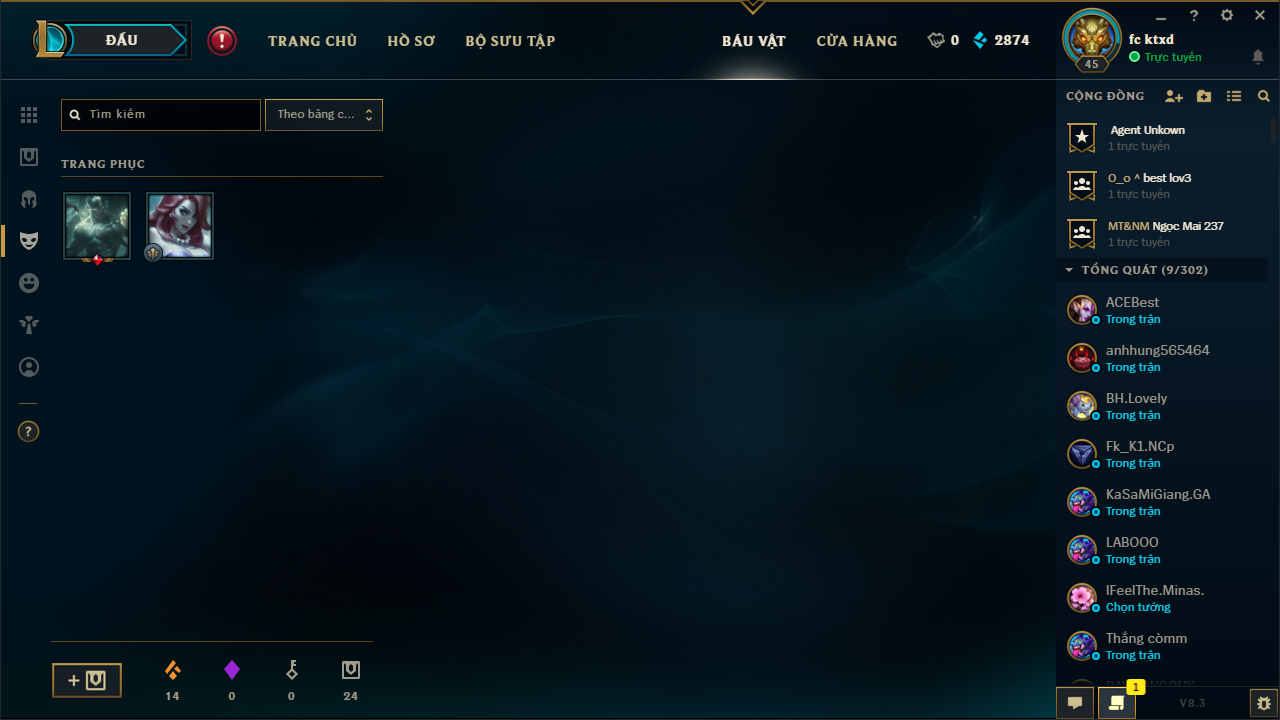 ĐẤU
TRANG CHỦ
HỒ SƠ
BỘ SƯU TẬP
BÁU VẬT
CỬA HÀNG
0
2874
45
fc ktxd
Trực tuyến
Tìm kiếm
Theo bảng c...
TRANG PHỤC
14
0
0
24
CỘNG ĐỒNG
Agent Unkown
1 trực tuyến
O_o ^ best lov3
1 trực tuyến
MT&NM Ngọc Mai 237
1 trực tuyến
TỔNG QUÁT (9/302)
ACEBest
Trong trận
anhhung565464
Trong trận
BH.Lovely
Trong trận
Fk_K1.NCp
Trong trận
KaSaMiGiang.GA
Trong trận
LABOOO
Trong trận
IFeelThe.Minas.
Chọn tướng
Thắng còmm
Trong trận
1
V8.3